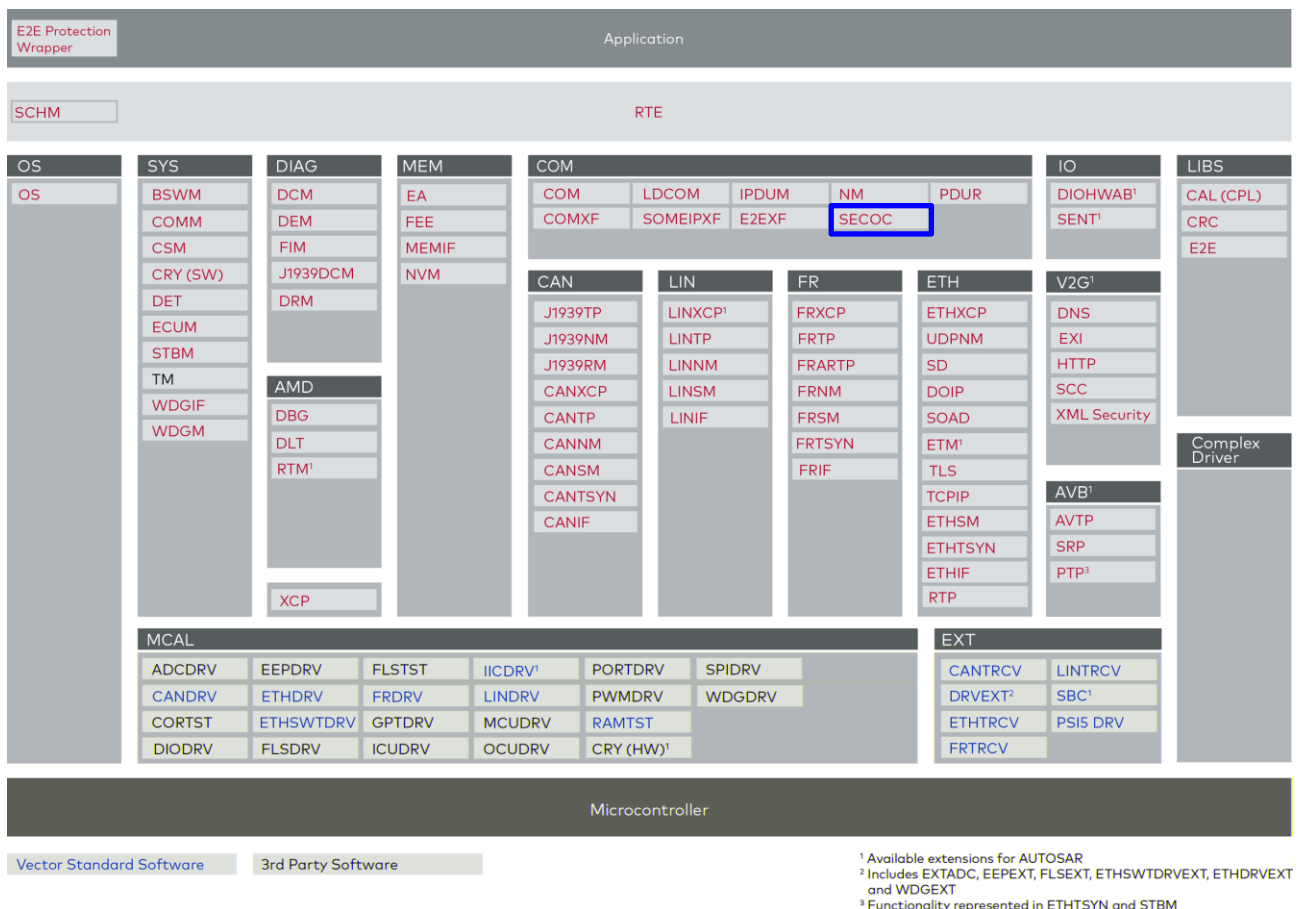 E2E Protection
Wrapper
Application
SCHM
RTE
OS
OS
SYS
BSWM
COMM
CSM
CRY (SW)
DET
ECUM
STBM
TM
WDGIF
WDGM
DIAG
DCM
DEM
FIM
J1939DCM
DRM
AMD
DBG
DLT
RTM¹
XCP
MEM
EA
FEE
MEMIF
NVM
COM
COM LDCOM IPDUM NM PDUR
COMXF SOMEIPXF E2EXF SECOC
CAN
J1939TP
J1939NM
J1939RM
CANXCP
CANTP
CANNM
CANSM
CANTSYN
CANIF
LIN
LINXCP¹
LINTP
LINNM
LINSM
LINIF
FR
FRXCP
FRTP
FRARTP
FRNM
FRSM
FRTSYN
FRIF
ETH
ETHXCP
UDPNM
SD
DOIP
SOAD
ETM¹
TLS
TCPIP
ETHSM
ETHTSYN
ETHIF
RTP
IO
DIOHWAB¹
SENT¹
V2G¹
DNS
EXI
HTTP
SCC
XML Security
AVB¹
AVTP
SRP
PTP³
LIBS
CAL (CPL)
CRC
E2E
Complex
Driver
MCAL
ADCDRV EEPDRV FLSTST IICDRV¹ PORTDRV SPIDRV
CANDRV ETHDRV FRDRV LINDRV PWMDRV WDGDRV
CORTST ETHSWTDRV GPTDRV MCUDRV RAMTST
DIODRV FLSDRV ICUDRV OCUDRV CRY (HW)¹
EXT
CANTRCV LINTRCV
DRVEXT² SBC¹
ETHTRCV PSI5 DRV
FRTRCV
Microcontroller
Vector Standard Software 3rd Party Software
¹ Available extensions for AUTOSAR
² Includes EXTADC, EEPEXT, FLSEXT, ETHSWTDRVEXT, ETHDRVEXT
and WDGEXT
³ Functionality represented in ETHTSYN and STBM